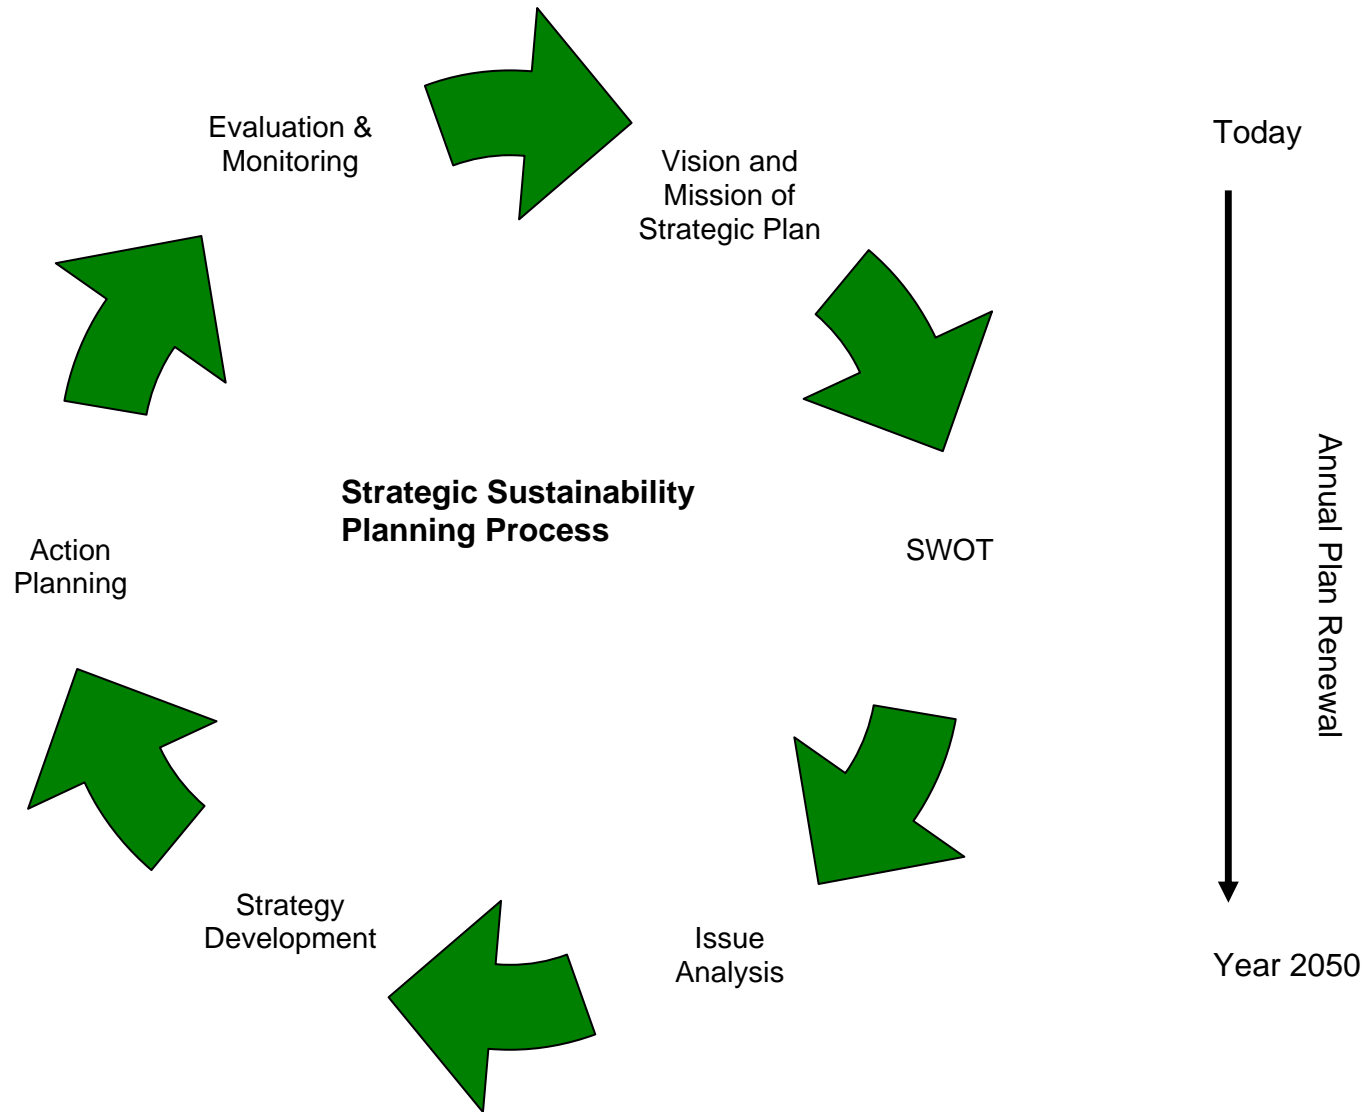 Evaluation &
Monitoring
Vision and
Mission of
Strategic Plan
Today
Strategic Sustainability
Planning Process
Action
Planning
SWOT
Annual Plan Renewal
Strategy
Development
Issue
Analysis
Year 2050